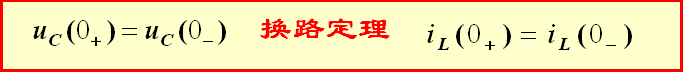 u_C(0_+) = u_C(0_−) 换路定理 i_L(0_+) = i_L(0_−)